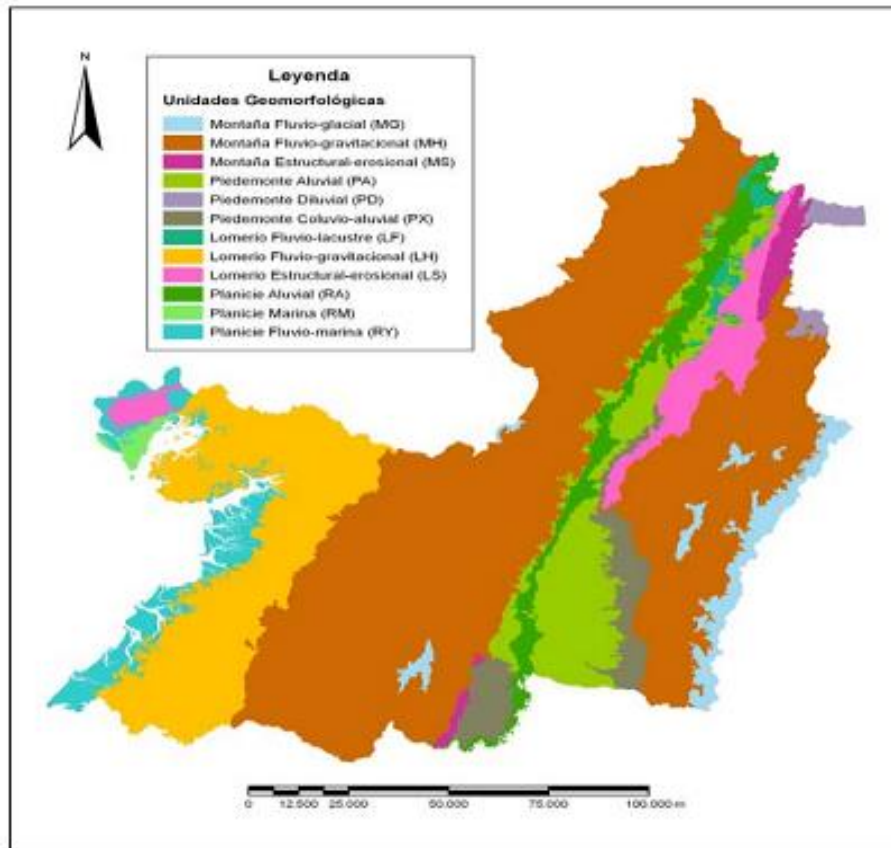 N
Leyenda
Unidades Geomorfológicas
Montaña Fluvio-glacial (MG)
Montaña Fluvio-gravitacional (MH)
Montaña Estructural-erosional (MS)
Piedemonte Aluvial (PA)
Piedemonte Diluvial (PD)
Piedemonte Coluvio-aluvial (PX)
Lomerio Fluvio-lacustre (LF)
Lomerio Fluvio-gravitacional (LH)
Lomerio Estructural-erosional (LS)
Planicie Aluvial (RA)
Planicie Marina (RM)
Planicie Fluvio-marina (RY)
0 12.500 25.000 50.000 75.000 100.000 m